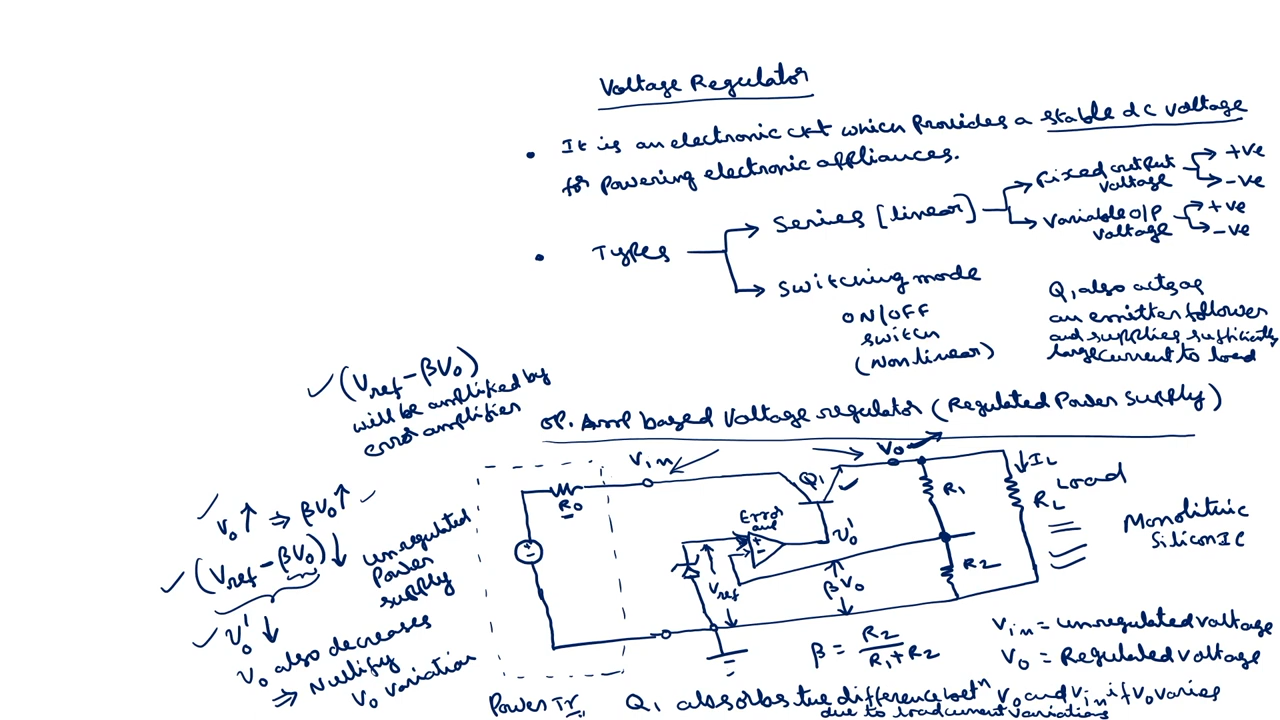 Voltage Regulator
• It is an electronic ckt which provides a stable dc voltage
for powering electronic appliances.
• Types
Series [linear]
Fixed output voltage
+ve
-ve
Variable o/p voltage
+ve
-ve
Switching mode
ON/OFF
switch
(Non linear)
Q1 also acts as
an emitter follower
and supplies sufficiently
large current to load
✓ (Vref - βV0)
will be amplified by
error amplifier
OP. Amp based Voltage regulator (Regulated Power Supply)
✓ V0↑ ⇒ βV0↑ ✓
✓ (Vref - βV0)↓
✓ V0'↓
V0 also decreases
⇒ Nullify
V0 variation
unregulated
Power
supply
R0
Vin
Q1
V0
Error
amp
+
-
V0'
Vref
βV0
R1
R2
IL
RL
Load
Monolithic
Silicon IC
β = R2 / R1+R2
Vin = unregulated voltage
V0 = Regulated voltage
Power Tr
Q1 absorbs the difference betⁿ V0 and Vin if V0 varies
due to load current variations